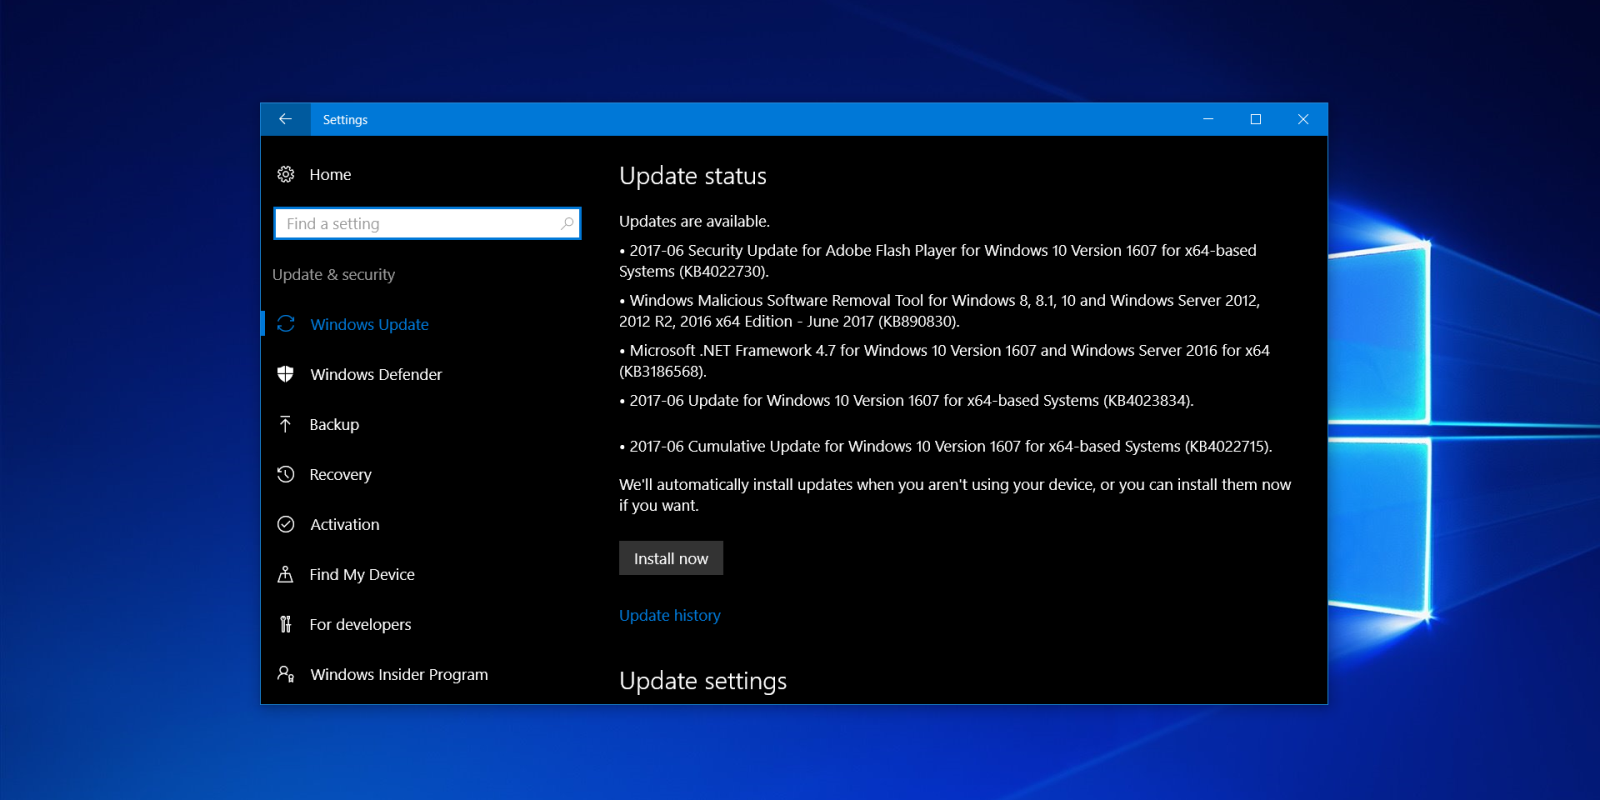 Settings
Home
Find a setting
Update & security
Windows Update
Windows Defender
Backup
Recovery
Activation
Find My Device
For developers
Windows Insider Program
Update status
Updates are available.
• 2017-06 Security Update for Adobe Flash Player for Windows 10 Version 1607 for x64-based
Systems (KB4022730).
• Windows Malicious Software Removal Tool for Windows 8, 8.1, 10 and Windows Server 2012,
2012 R2, 2016 x64 Edition - June 2017 (KB890830).
• Microsoft .NET Framework 4.7 for Windows 10 Version 1607 and Windows Server 2016 for x64
(KB3186568).
• 2017-06 Update for Windows 10 Version 1607 for x64-based Systems (KB4023834).
• 2017-06 Cumulative Update for Windows 10 Version 1607 for x64-based Systems (KB4022715).
We'll automatically install updates when you aren't using your device, or you can install them now
if you want.
Install now
Update history
Update settings